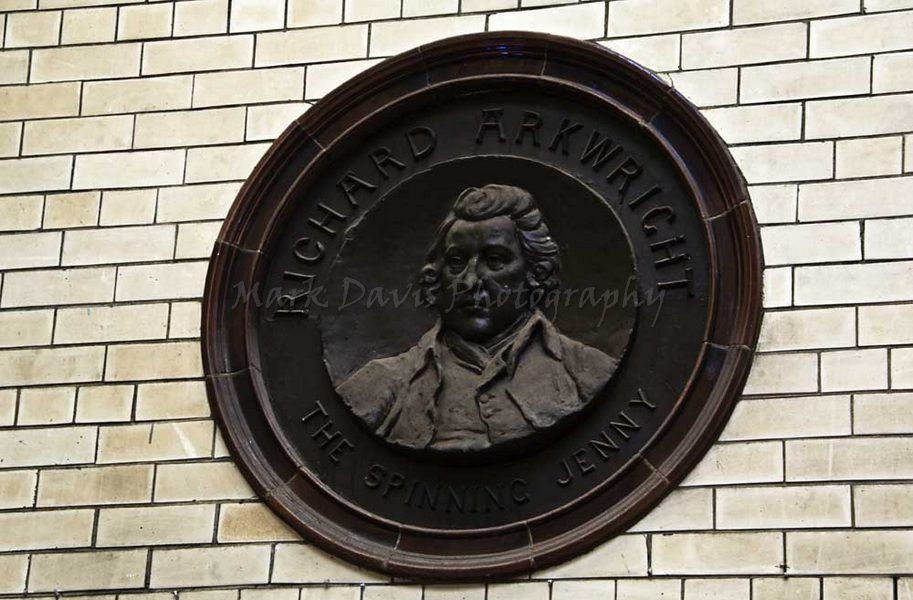 RICHARD ARKWRIGHT
Mark Davis Photography
THE SPINNING JENNY